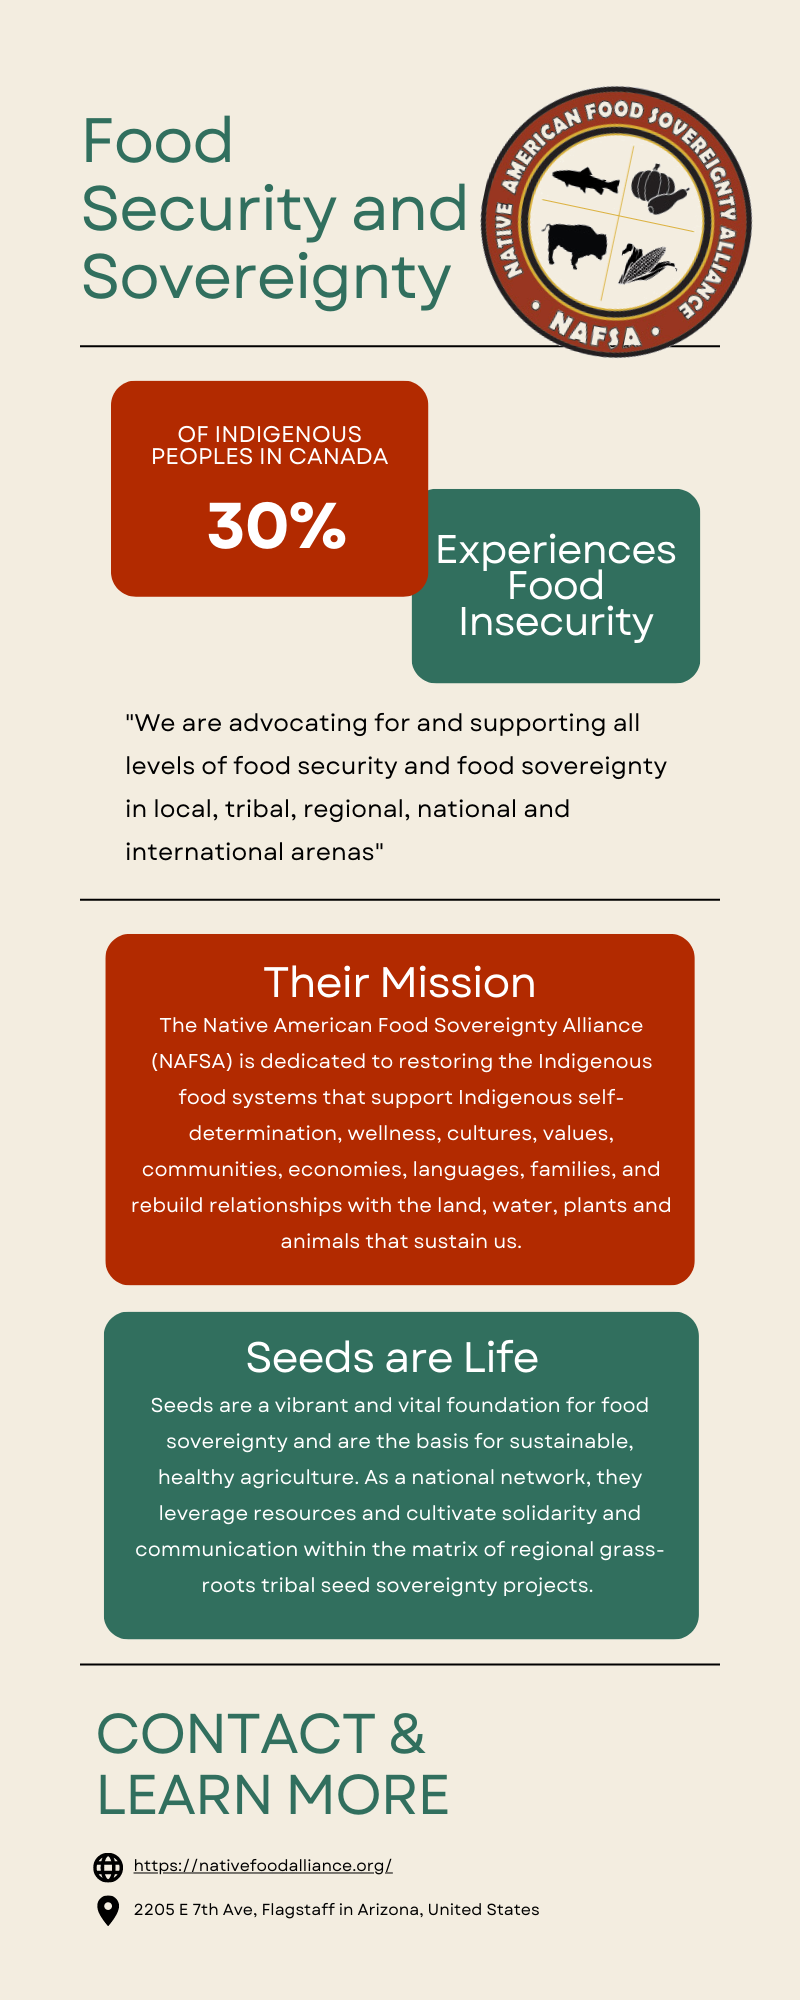 Food
Security and
Sovereignty
NATIVE AMERICAN FOOD SOVEREIGNTY ALLIANCE
• NAFSA •
OF INDIGENOUS
PEOPLES IN CANADA
30%
Experiences
Food
Insecurity
"We are advocating for and supporting all
levels of food security and food sovereignty
in local, tribal, regional, national and
international arenas"
Their Mission
The Native American Food Sovereignty Alliance
(NAFSA) is dedicated to restoring the Indigenous
food systems that support Indigenous self-
determination, wellness, cultures, values,
communities, economies, languages, families, and
rebuild relationships with the land, water, plants and
animals that sustain us.
Seeds are Life
Seeds are a vibrant and vital foundation for food
sovereignty and are the basis for sustainable,
healthy agriculture. As a national network, they
leverage resources and cultivate solidarity and
communication within the matrix of regional grass-
roots tribal seed sovereignty projects.
CONTACT &
LEARN MORE
https://nativefoodalliance.org/
2205 E 7th Ave, Flagstaff in Arizona, United States